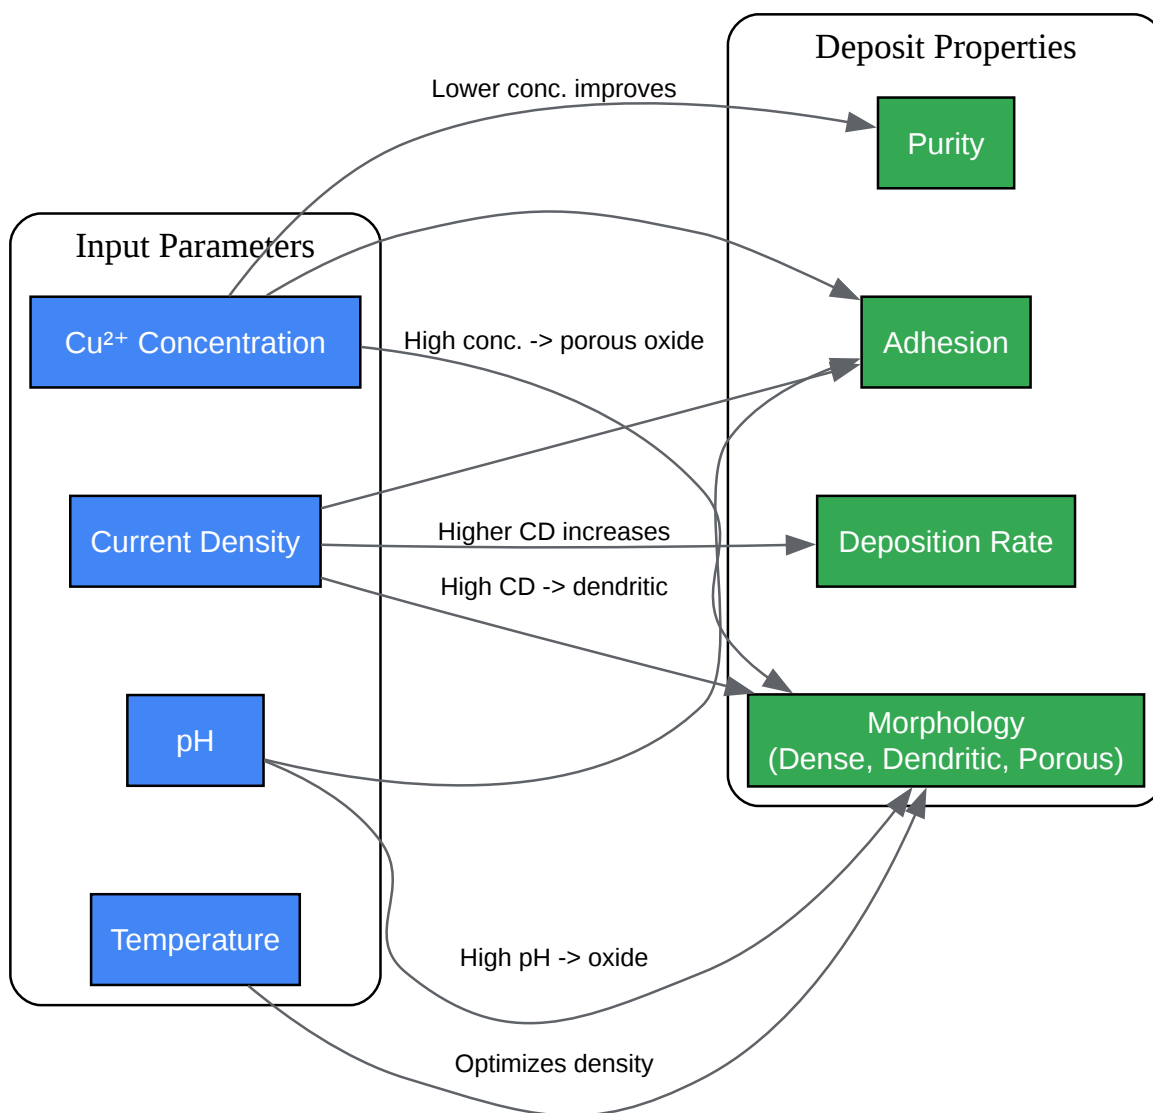 Deposit Properties
Lower conc. improves
Purity
Input Parameters
Cu²⁺ Concentration
High conc. -> porous oxide
Adhesion
Current Density
Higher CD increases
Deposition Rate
High CD -> dendritic
pH
Morphology
(Dense, Dendritic, Porous)
Temperature
High pH -> oxide
Optimizes density